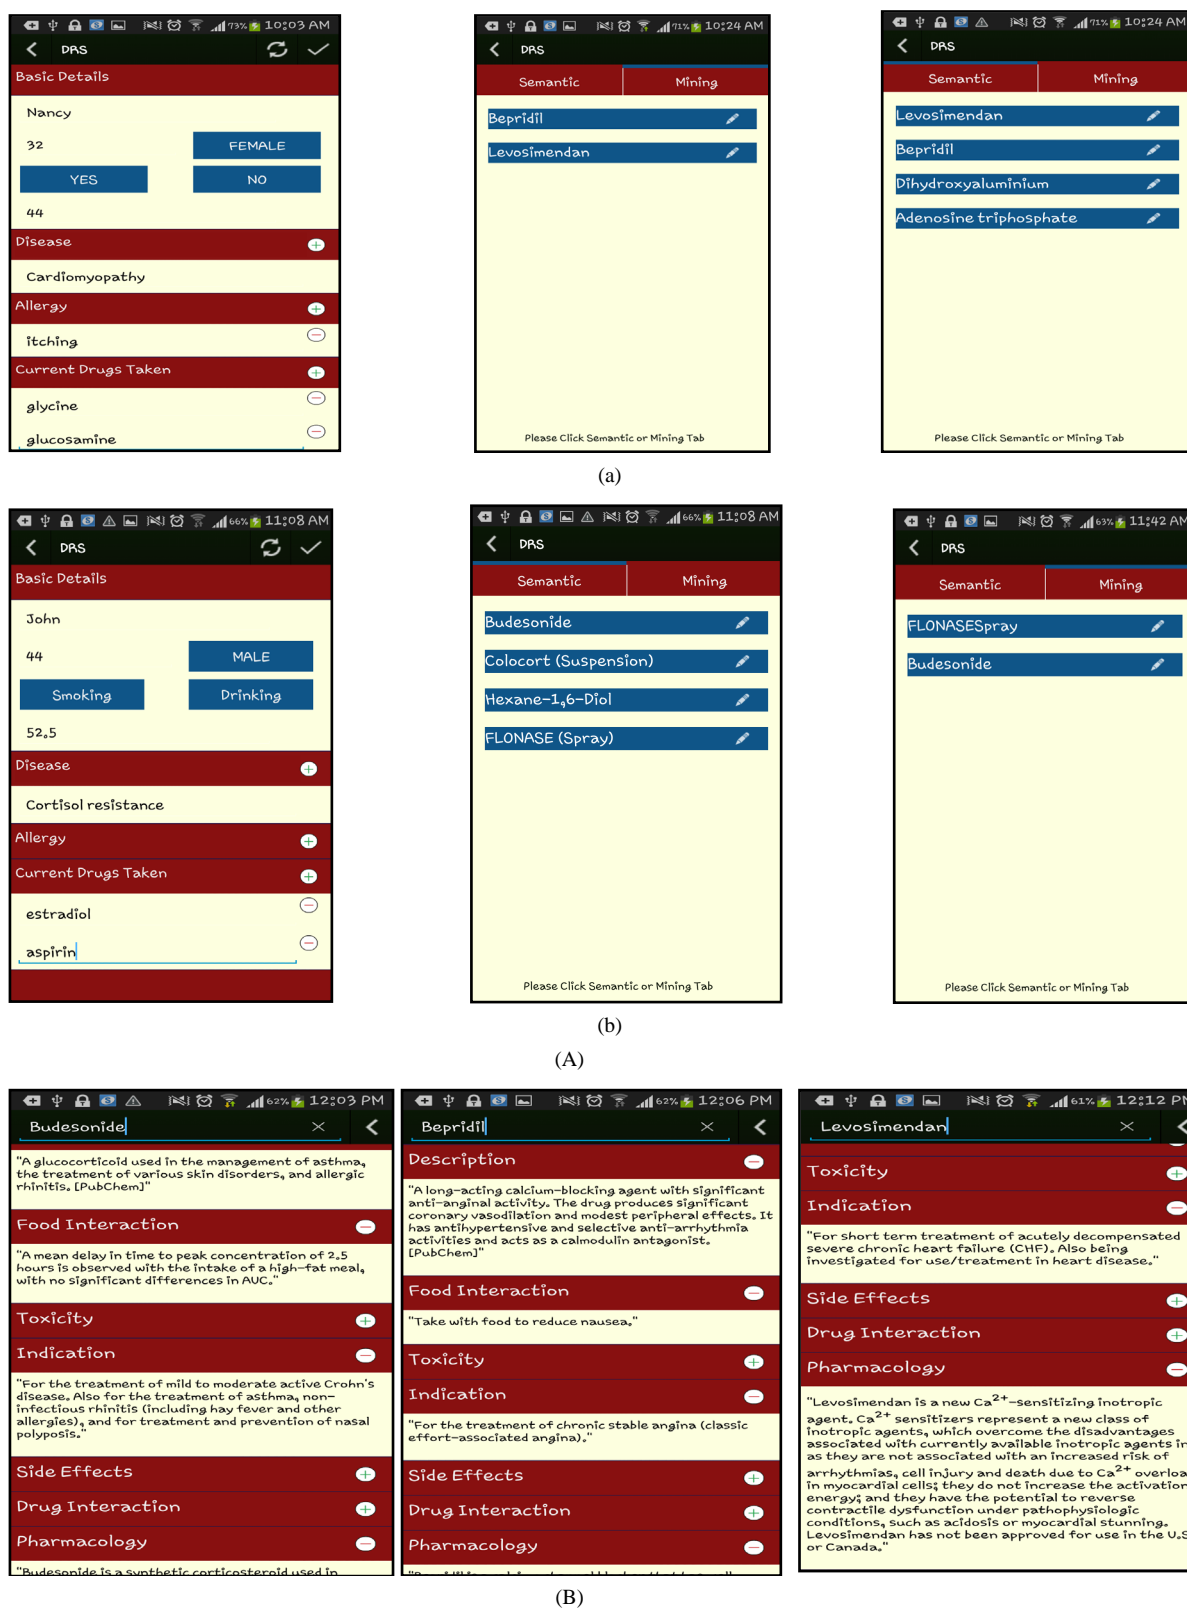 73% 10:03 AM
DRS
Basic Details
Nancy
32 FEMALE
YES NO
44
Disease
Cardiomyopathy
Allergy
itching
Current Drugs Taken
glycine
glucosamine
71% 10:24 AM
DRS
Semantic Mining
Bepridil
Levosimendan
Please Click Semantic or Mining Tab
71% 10:24 AM
DRS
Semantic Mining
Levosimendan
Bepridil
Dihydroxyaluminium
Adenosine triphosphate
Please Click Semantic or Mining Tab
(a)
66% 11:08 AM
DRS
Basic Details
John
44 MALE
Smoking Drinking
52.5
Disease
Cortisol resistance
Allergy
Current Drugs Taken
estradiol
aspirin
66% 11:08 AM
DRS
Semantic Mining
Budesonide
Colocort (Suspension)
Hexane-1,6-Diol
FLONASE (Spray)
Please Click Semantic or Mining Tab
63% 11:42 AM
DRS
Semantic Mining
FLONASESpray
Budesonide
Please Click Semantic or Mining Tab
(b)
(A)
62% 12:03 PM
Budesonide
"A glucocorticoid used in the management of asthma,
the treatment of various skin disorders, and allergic
rhinitis. [PubChem]"
Food Interaction
"A mean delay in time to peak concentration of 2.5
hours is observed with the intake of a high-fat meal,
with no significant differences in AUC."
Toxicity
Indication
"For the treatment of mild to moderate active Crohn's
disease. Also for the treatment of asthma, non-
infectious rhinitis (including hay fever and other
allergies), and for treatment and prevention of nasal
polyposis."
Side Effects
Drug Interaction
Pharmacology
"Budesonide is a synthetic corticosteroid used in
62% 12:06 PM
Bepridil
Description
"A long-acting calcium-blocking agent with significant
anti-anginal activity. The drug produces significant
coronary vasodilation and modest peripheral effects. It
has antihypertensive and selective anti-arrhythmia
activities and acts as a calmodulin antagonist.
[PubChem]"
Food Interaction
"Take with food to reduce nausea."
Toxicity
Indication
"For the treatment of chronic stable angina (classic
effort-associated angina)."
Side Effects
Drug Interaction
Pharmacology
61% 12:12 PM
Levosimendan
Toxicity
Indication
"For short term treatment of acutely decompensated
severe chronic heart failure (CHF). Also being
investigated for use/treatment in heart disease."
Side Effects
Drug Interaction
Pharmacology
"Levosimendan is a new Ca2+-sensitizing inotropic
agent. Ca2+ sensitizers represent a new class of
inotropic agents, which overcome the disadvantages
associated with currently available inotropic agents in
as they are not associated with an increased risk of
arrhythmias, cell injury and death due to Ca2+ overloa
in myocardial cells; they do not increase the activation
energy; and they have the potential to reverse
contractile dysfunction under pathophysiologic
conditions, such as acidosis or myocardial stunning.
Levosimendan has not been approved for use in the U.S
or Canada."
(B)